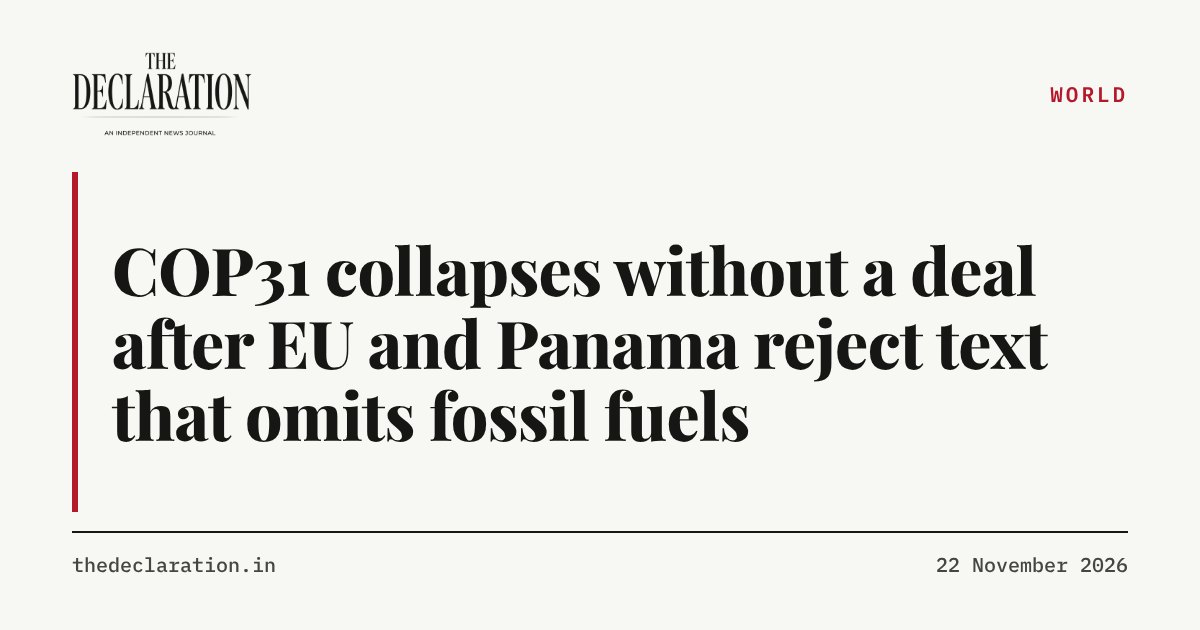 THE
DECLARATION
AN INDEPENDENT NEWS JOURNAL
WORLD
COP31 collapses without a deal
after EU and Panama reject text
that omits fossil fuels
thedeclaration.in
22 November 2026